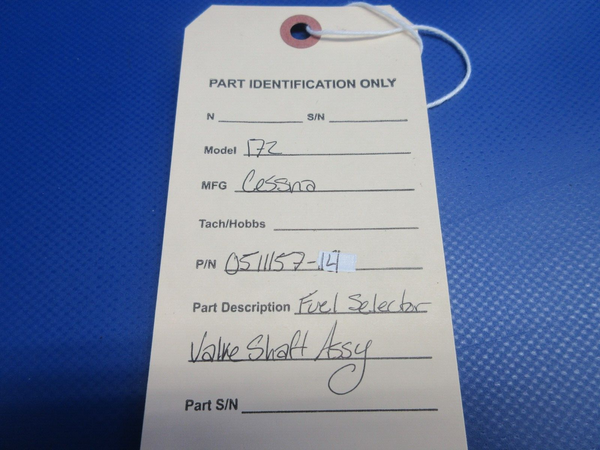 PART IDENTIFICATION ONLY
N S/N
Model 172
MFG Cessna
Tach/Hobbs
P/N 0511157-14
Part Description Fuel Selector
Valve Shaft Assy
Part S/N